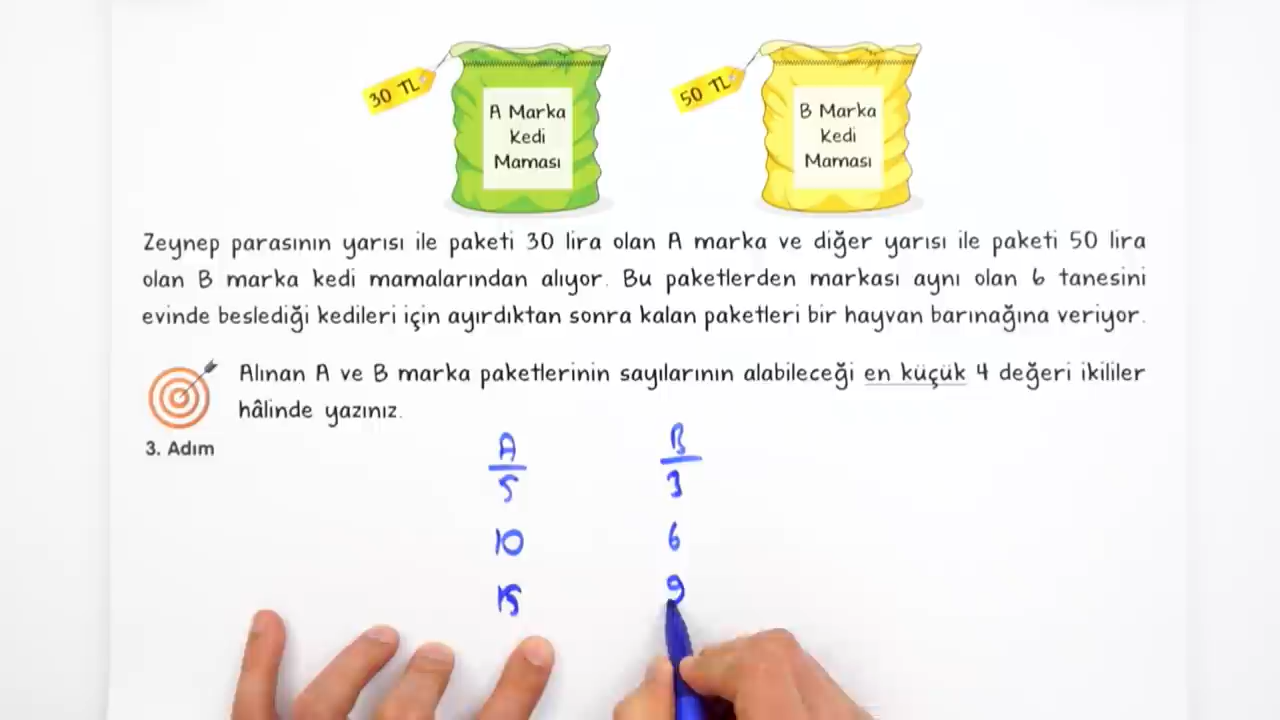 30 TL
A Marka
Kedi
Maması
50 TL
B Marka
Kedi
Maması
Zeynep parasının yarısı ile paketi 30 lira olan A marka ve diğer yarısı ile paketi 50 lira
olan B marka kedi mamalarından alıyor. Bu paketlerden markası aynı olan 6 tanesini
evinde beslediği kedileri için ayırdıktan sonra kalan paketleri bir hayvan barınağına veriyor.
Alınan A ve B marka paketlerinin sayılarının alabileceği en küçük 4 değeri ikililer
hâlinde yazınız.
3. Adım
A B
5 3
10 6
15 9